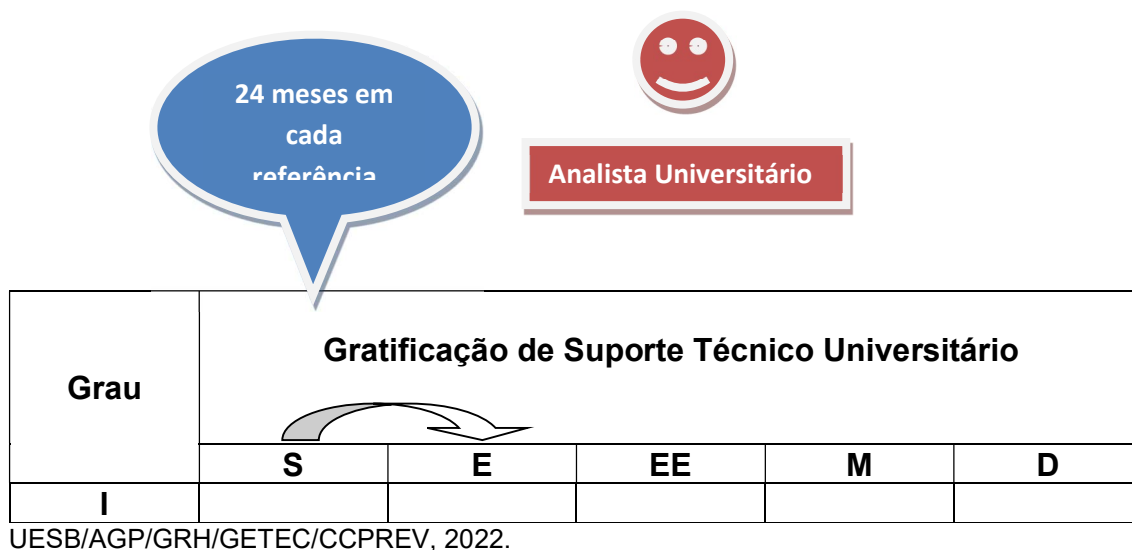 24 meses em
cada
referência
Analista Universitário
Grau
Gratificação de Suporte Técnico Universitário
S E EE M D
I
UESB/AGP/GRH/GETEC/CCPREV, 2022.